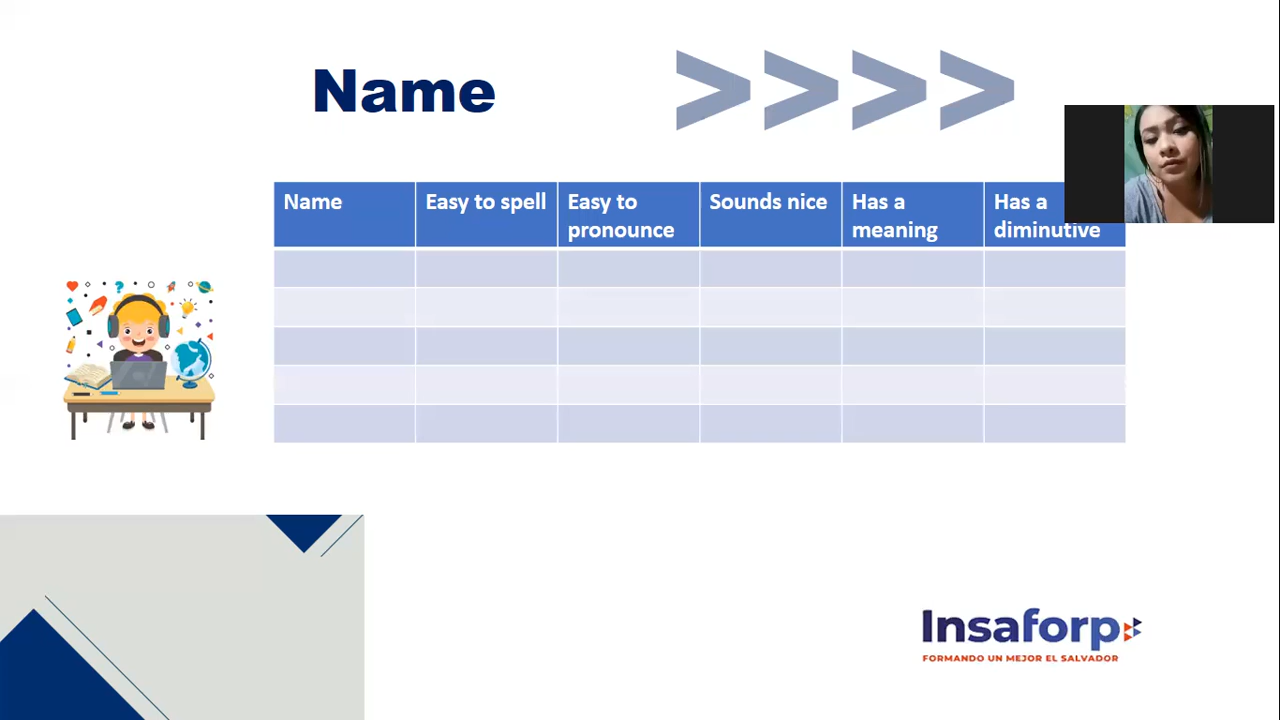 Name
Name
Easy to spell
Easy to
pronounce
Sounds nice
Has a
meaning
Has a
diminutive
Insaforp
FORMANDO UN MEJOR EL SALVADOR